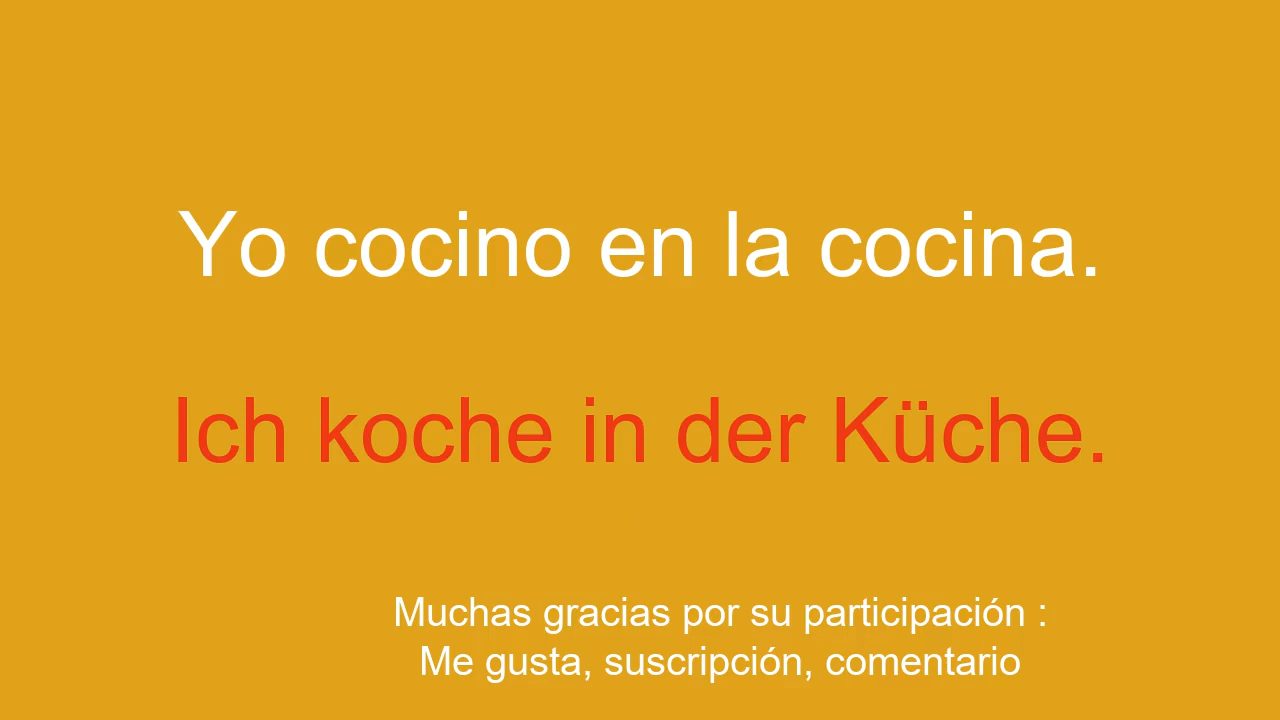 Yo cocino en la cocina.
Ich koche in der Küche.
Muchas gracias por su participación :
Me gusta, suscripción, comentario